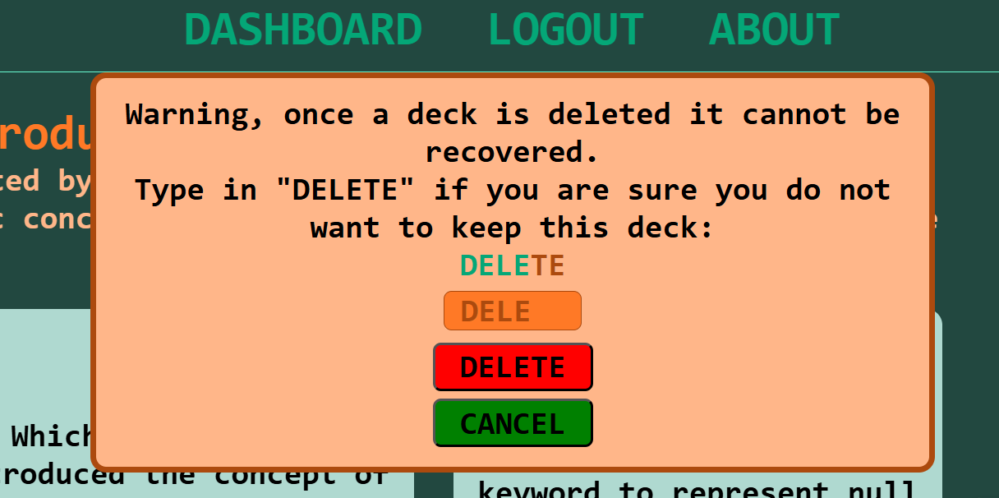 DASHBOARD LOGOUT ABOUT
Warning, once a deck is deleted it cannot be
recovered.
Type in "DELETE" if you are sure you do not
want to keep this deck:
DELETE
DELE
DELETE
CANCEL
rodu
ted by
c conc
Which
troduced the concept of
keyword to represent null